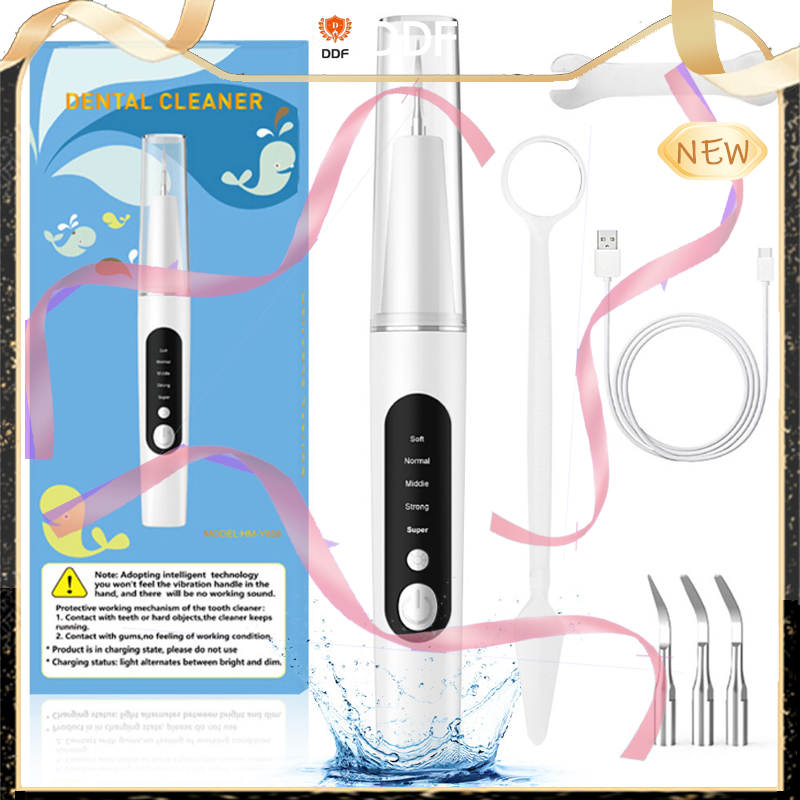 DDF
DDF
DENTAL CLEANER
NEW
Soft
Normal
Middle
Strong
Super
Soft
Normal
Middie
Strong
Super
MODEL:HM-Y
Note: Adopting intelligent technology
you won't feel the vibration handle in the
hand, and there will be no working sound.
Protective working mechanism of the tooth cleaner:
1. Contact with teeth or hard objects,the cleaner keeps
running.
2. Contact with gums,no feeling of working condition
* Product is in charging state, please do not use
* Charging status: light alternates between bright and dim.